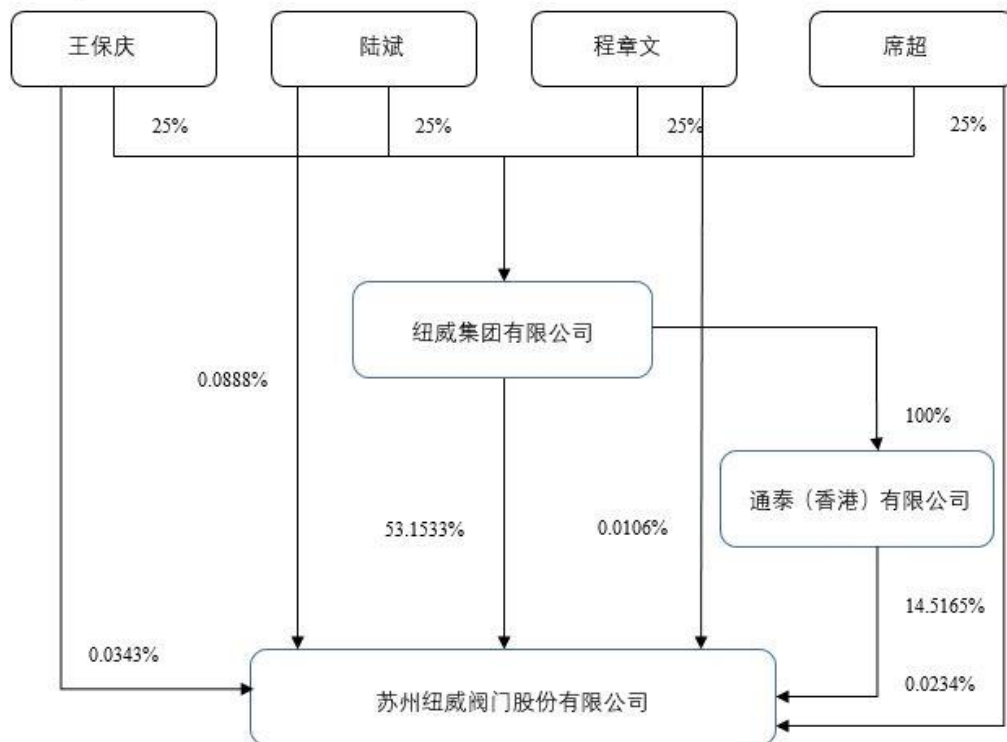 王保庆
陆斌
程章文
席超
25%
25%
25%
25%
纽威集团有限公司
0.0888%
100%
通泰（香港）有限公司
53.1533%
0.0106%
14.5165%
0.0343%
0.0234%
苏州纽威阀门股份有限公司